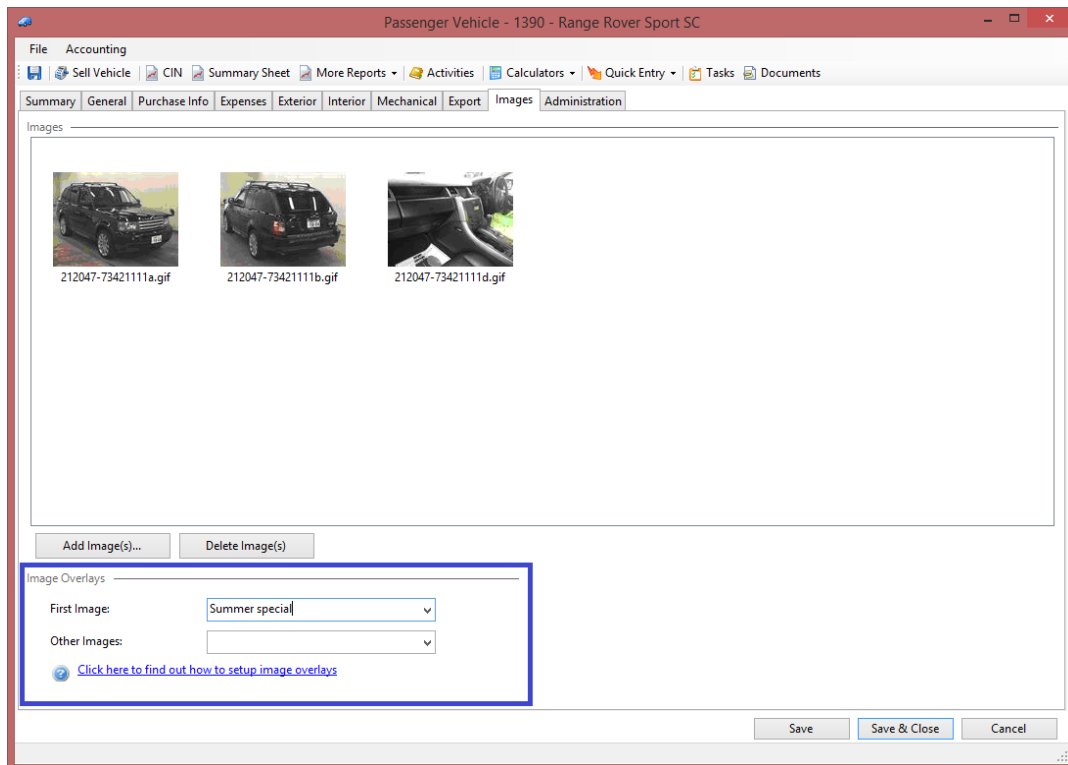 Passenger Vehicle - 1390 - Range Rover Sport SC
File Accounting
Sell Vehicle CIN Summary Sheet More Reports Activities Calculators Quick Entry Tasks Documents
Summary General Purchase Info Expenses Exterior Interior Mechanical Export Images Administration
Images
212047-73421111a.gif 212047-73421111b.gif 212047-73421111d.gif
Add Image(s)... Delete Image(s)
Image Overlays
First Image: Summer special
Other Images:
Click here to find out how to setup image overlays
Save Save & Close Cancel